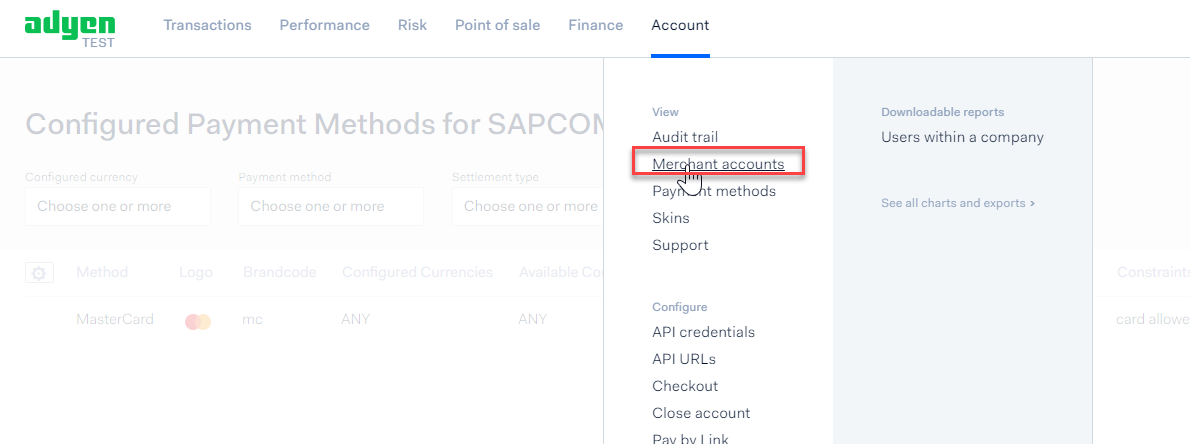 adyen
TEST
Transactions Performance Risk Point of sale Finance Account
Configured Payment Methods for SAPCOM
Configured currency Payment method Settlement type
Choose one or more Choose one or more Choose one or more
Method Logo Brandcode Configured Currencies Available Constraints
MasterCard mc ANY ANY card
View
Audit trail
Merchant accounts
Payment methods
Skins
Support
Configure
API credentials
API URLs
Checkout
Close account
Pay by Link
Downloadable reports
Users within a company
See all charts and exports >